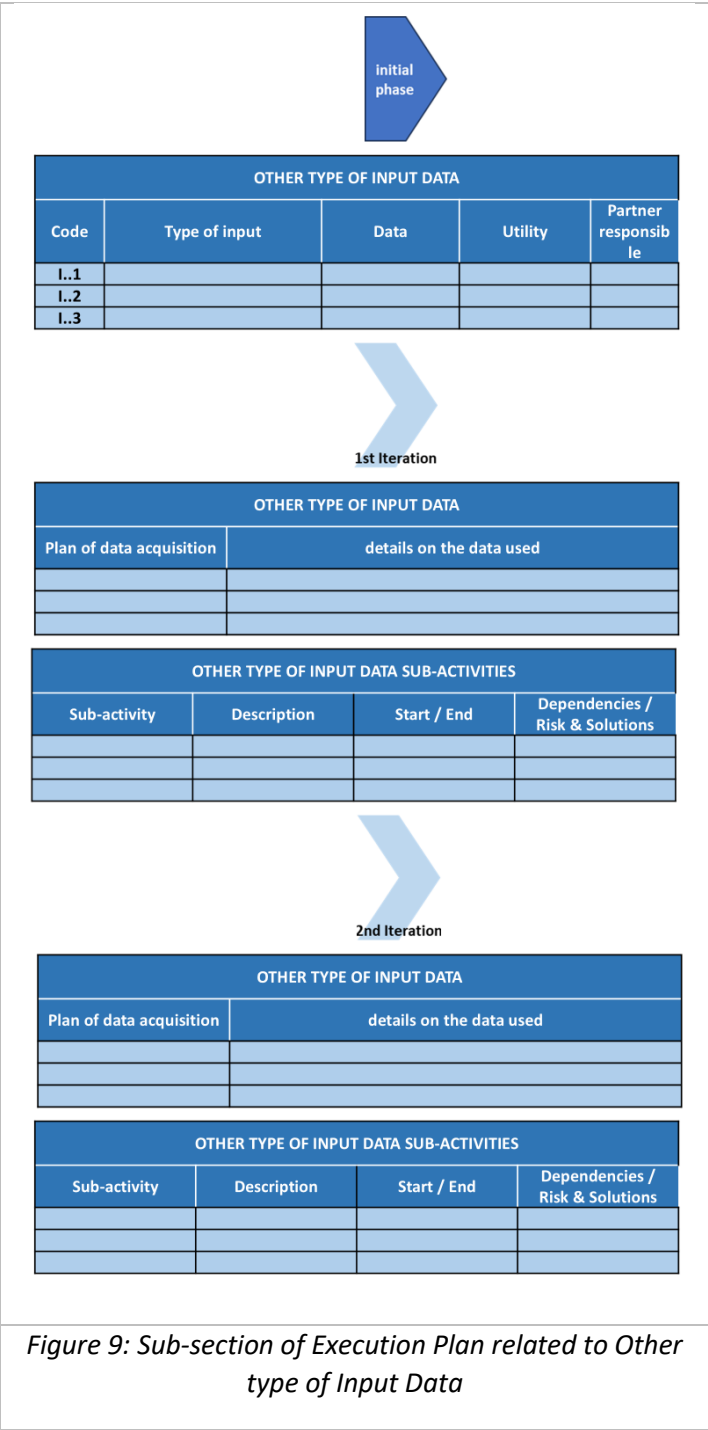 initial
phase
OTHER TYPE OF INPUT DATA
Code Type of input Data Utility Partner
responsib
le
I..1
I..2
I..3
1st Iteration
OTHER TYPE OF INPUT DATA
Plan of data acquisition details on the data used
OTHER TYPE OF INPUT DATA SUB-ACTIVITIES
Sub-activity Description Start / End Dependencies /
Risk & Solutions
2nd Iteration
OTHER TYPE OF INPUT DATA
Plan of data acquisition details on the data used
OTHER TYPE OF INPUT DATA SUB-ACTIVITIES
Sub-activity Description Start / End Dependencies /
Risk & Solutions
Figure 9: Sub-section of Execution Plan related to Other
type of Input Data